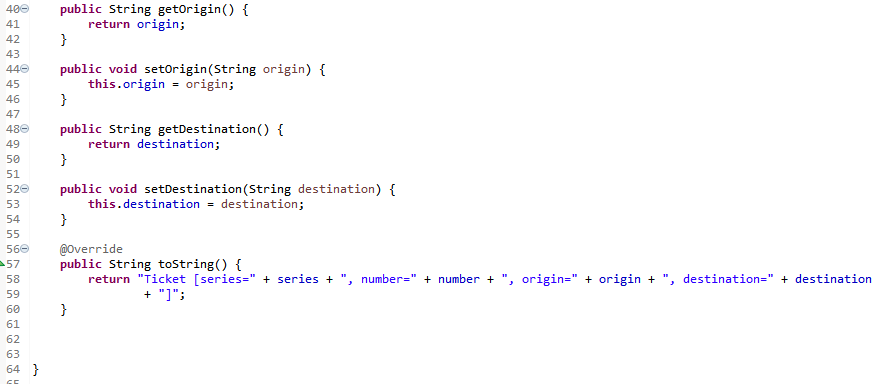 40 public String getOrigin() {
41 return origin;
42 }
43
44 public void setOrigin(String origin) {
45 this.origin = origin;
46 }
47
48 public String getDestination() {
49 return destination;
50 }
51
52 public void setDestination(String destination) {
53 this.destination = destination;
54 }
55
56 @Override
57 public String toString() {
58 return "Ticket [series=" + series + ", number=" + number + ", origin=" + origin + ", destination=" + destination
59 + "]";
60 }
61
62
63
64 }
65